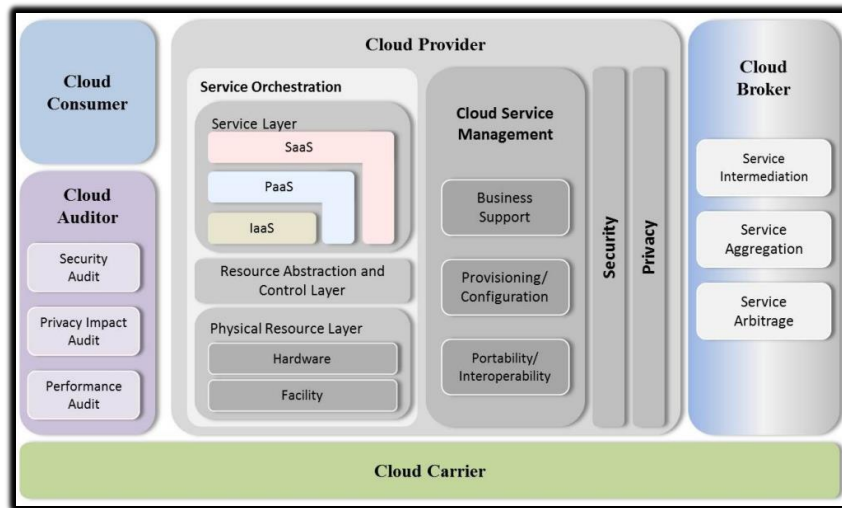 Cloud
Consumer
Cloud
Auditor
Security
Audit
Privacy Impact
Audit
Performance
Audit
Cloud Provider
Service Orchestration
Service Layer
SaaS
PaaS
IaaS
Resource Abstraction and
Control Layer
Physical Resource Layer
Hardware
Facility
Cloud Service
Management
Business
Support
Provisioning/
Configuration
Portability/
Interoperability
Security
Privacy
Cloud
Broker
Service
Intermediation
Service
Aggregation
Service
Arbitrage
Cloud Carrier